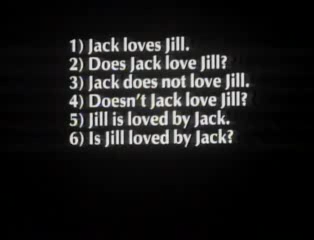 1) Jack loves Jill.
2) Does Jack love Jill?
3) Jack does not love Jill.
4) Doesn't Jack love Jill?
5) Jill is loved by Jack.
6) Is Jill loved by Jack?